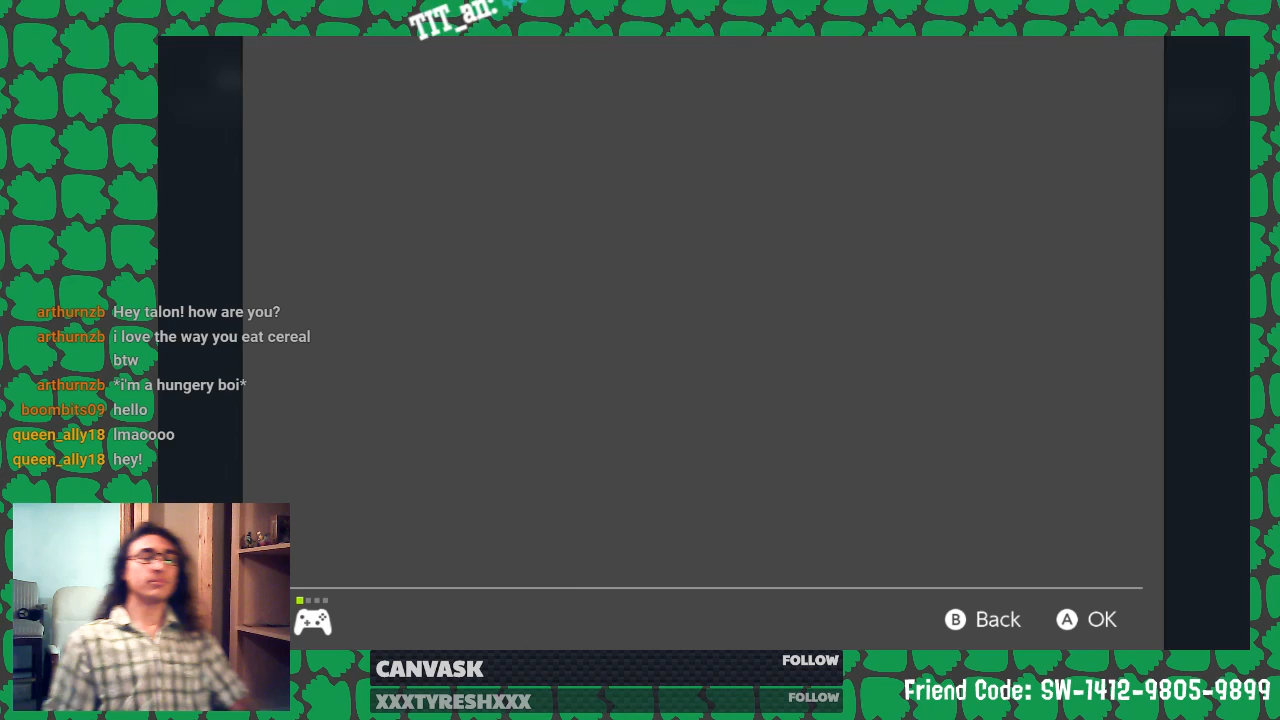 TIT_an:
arthurnzb Hey talon! how are you?
arthurnzb i love the way you eat cereal
btw
arthurnzb *i'm a hungery boi*
boombits09 hello
queen_ally18 lmaoooo
queen_ally18 hey!
B Back A OK
CANVASK FOLLOW
XXXTYRESHXXX FOLLOW
Friend Code: SW-1412-9805-9899